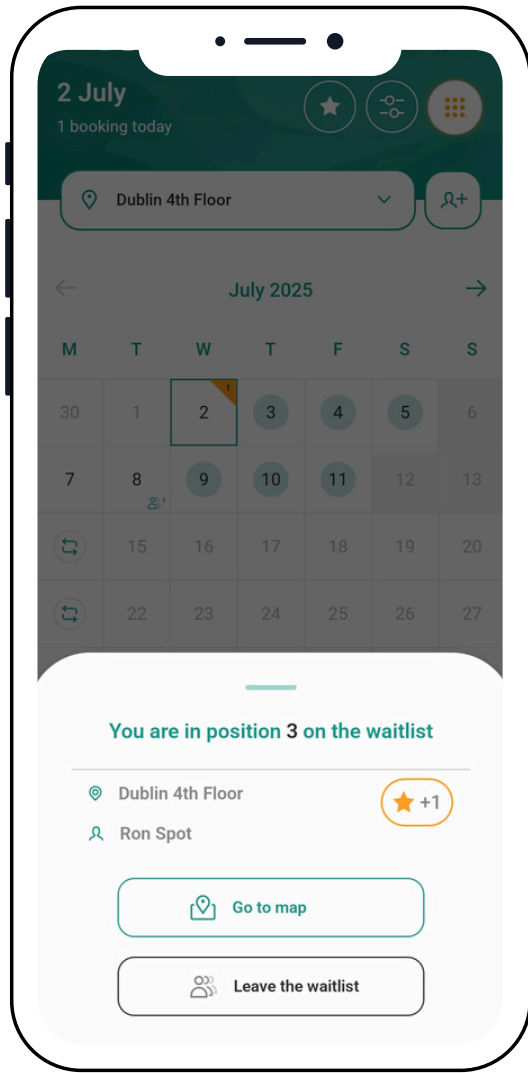 2 July
1 booking today
Dublin 4th Floor
July 2025
M T W T F S S
30 1 2 1 3 4 5 6
7 8 1 9 10 11 12 13
15 16 17 18 19 20
22 23 24 25 26 27
You are in position 3 on the waitlist
Dublin 4th Floor
+1
Ron Spot
Go to map
Leave the waitlist